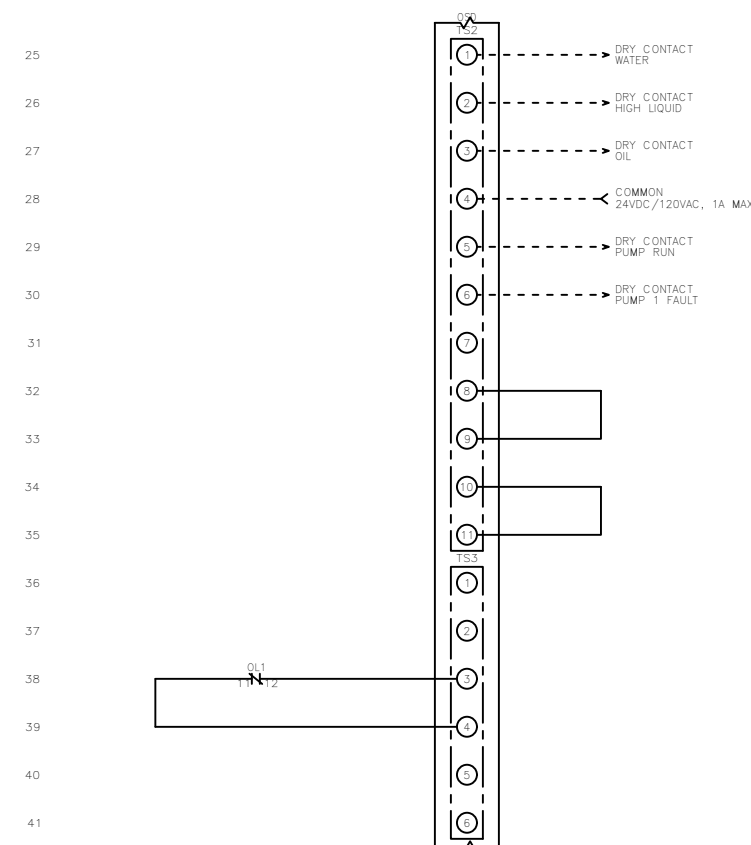 OSD
TS2
25
1
DRY CONTACT
WATER
26
2
DRY CONTACT
HIGH LIQUID
27
3
DRY CONTACT
OIL
28
4
COMMON
24VDC/120VAC, 1A MAX
29
5
DRY CONTACT
PUMP RUN
30
6
DRY CONTACT
PUMP 1 FAULT
31
7
32
8
33
9
34
10
35
11
TS3
36
1
37
2
OL1
38
11 12
3
39
4
40
5
41
6